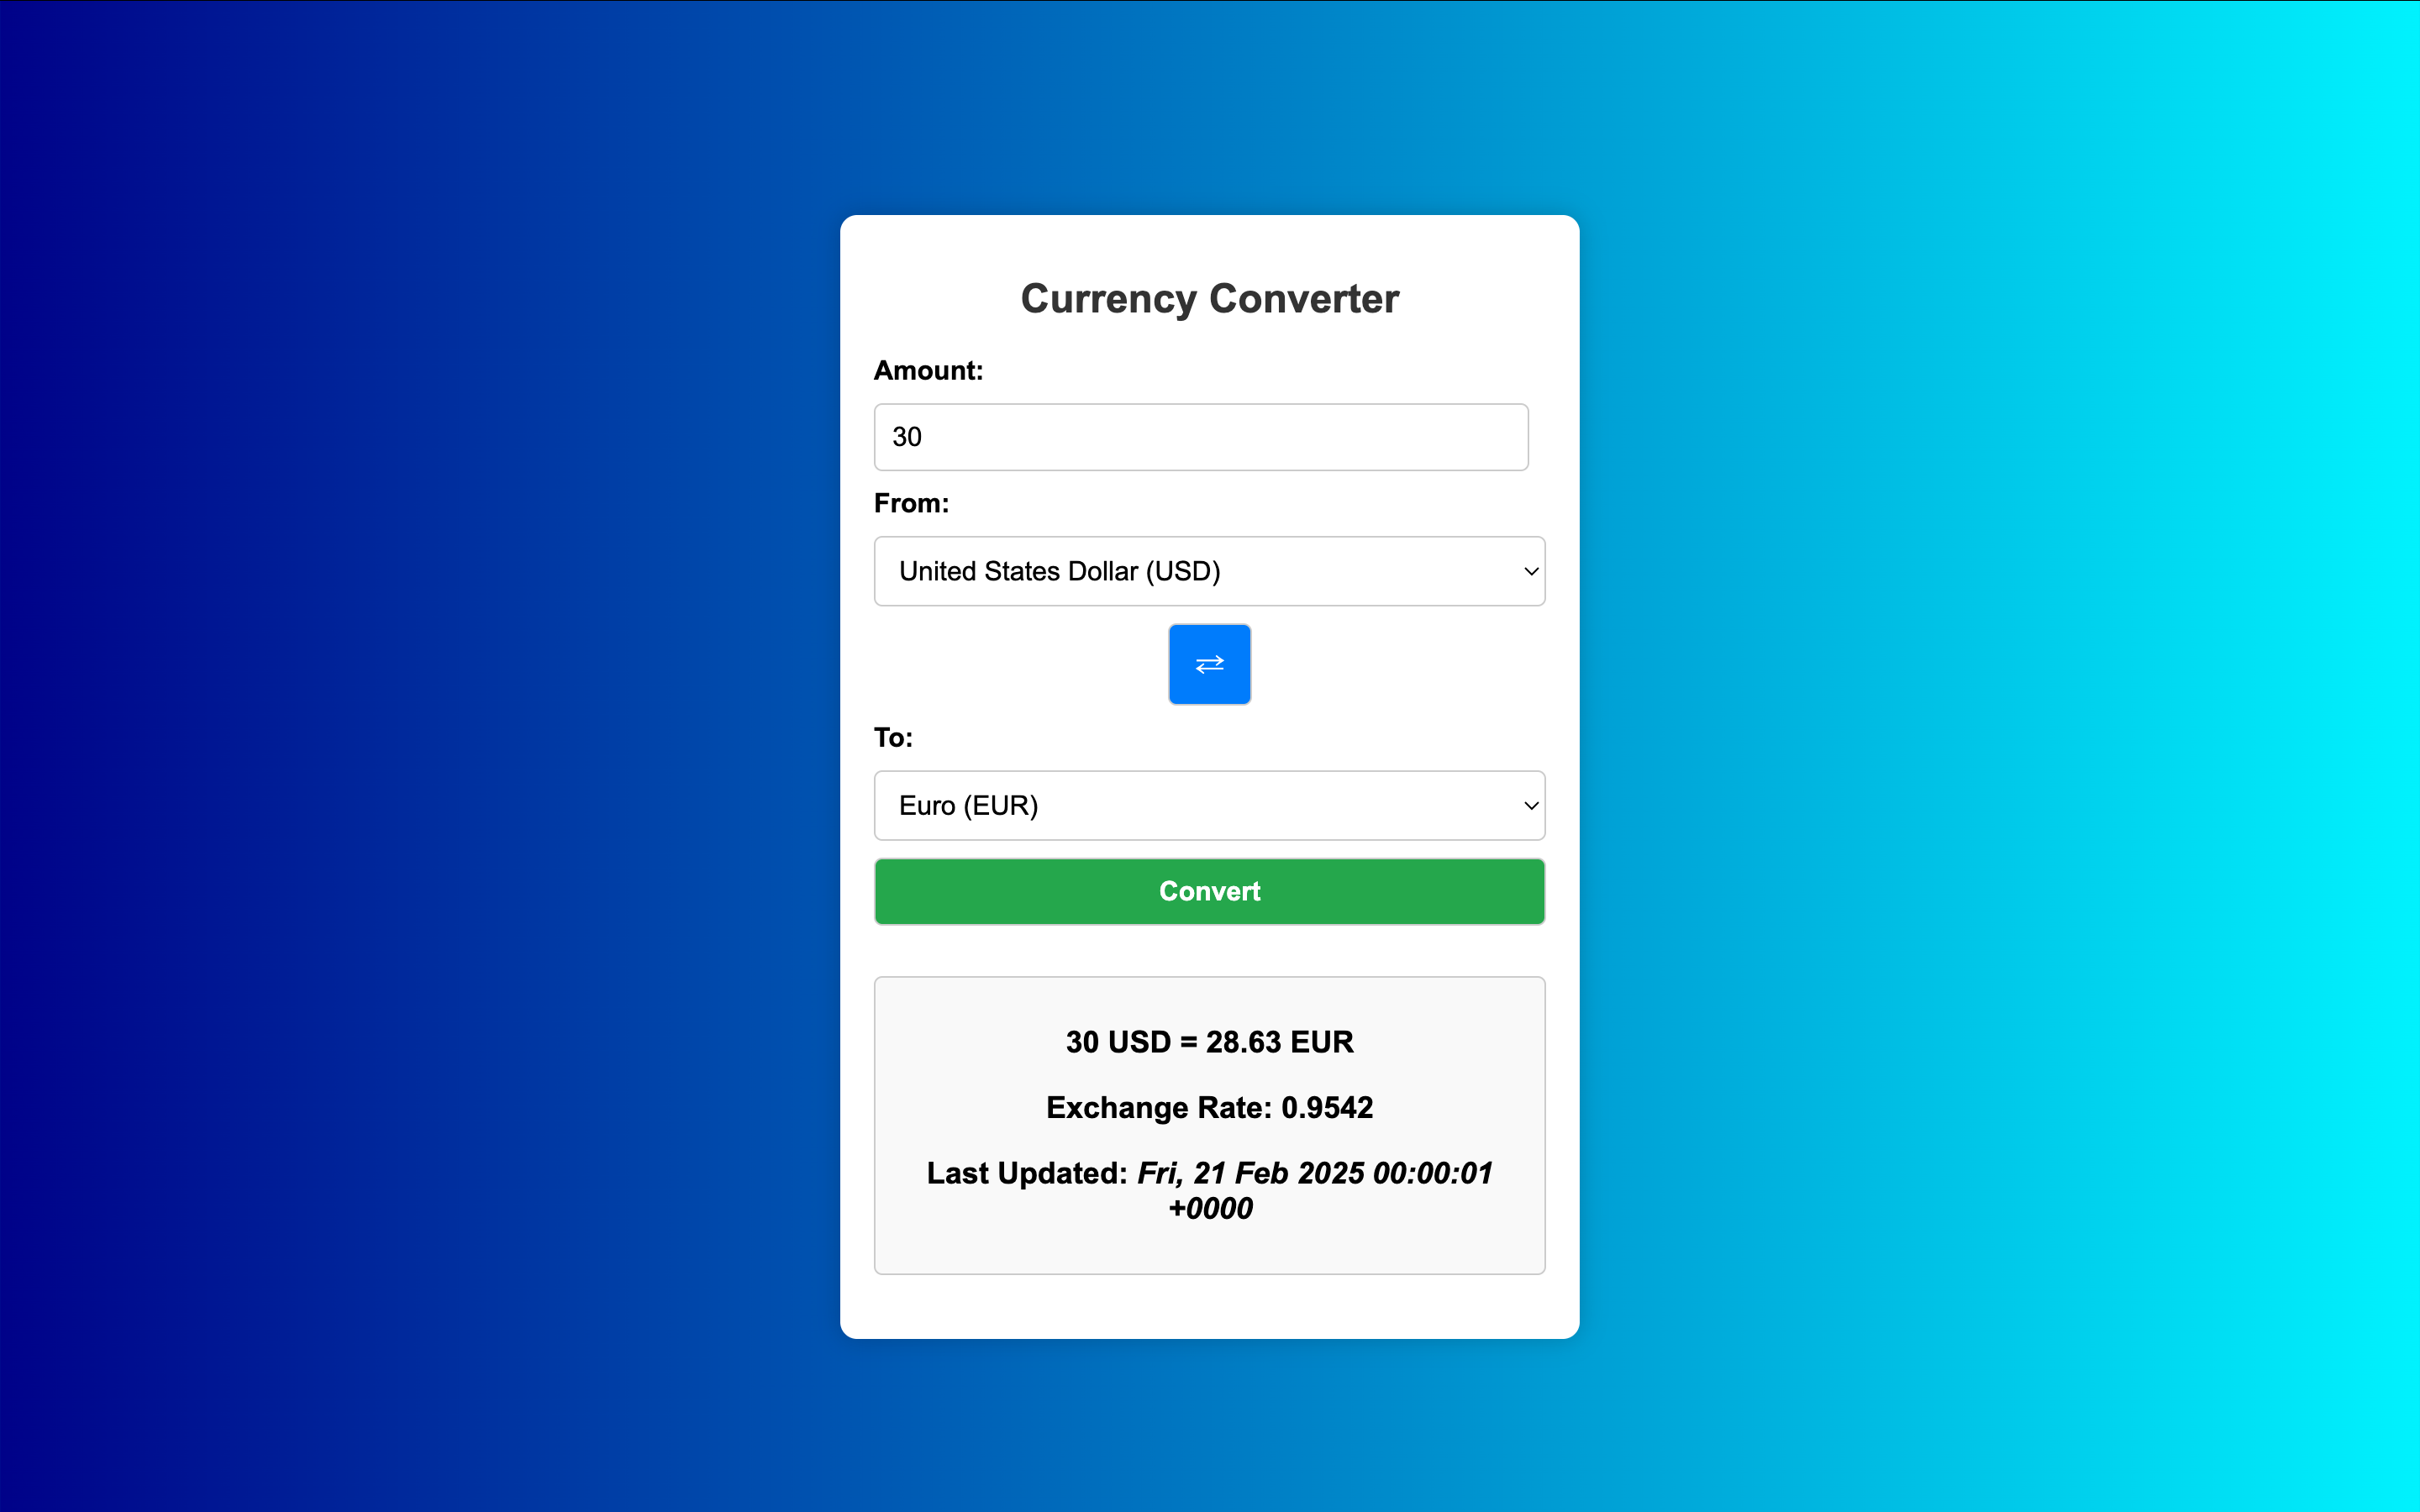 Currency Converter
Amount:
30
From:
United States Dollar (USD)
⇄
To:
Euro (EUR)
Convert
30 USD = 28.63 EUR
Exchange Rate: 0.9542
Last Updated: Fri, 21 Feb 2025 00:00:01
+0000